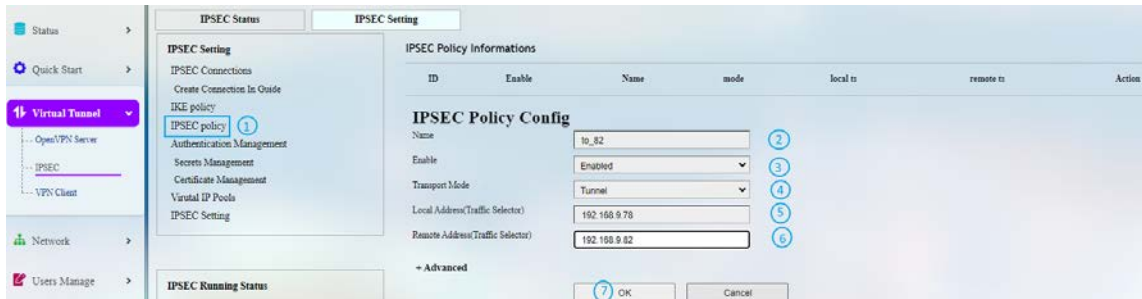 Status
Quick Start
Virtual Tunnel
OpenVPN Server
IPSEC
VPN Client
Network
Users Manage
IPSEC Status
IPSEC Setting
IPSEC Setting
IPSEC Connections
Create Connection In Guide
IKE policy
IPSEC policy 1
Authentication Management
Secrets Management
Certificate Management
Virutal IP Pools
IPSEC Setting
IPSEC Running Status
IPSEC Policy Informations
ID Enable Name mode local ts remote ts Action
IPSEC Policy Config
Name to_82 2
Enable Enabled 3
Transport Mode Tunnel 4
Local Address(Traffic Selector) 192.168.9.78 5
Remote Address(Traffic Selector) 192.168.9.82 6
+ Advanced
7 OK Cancel